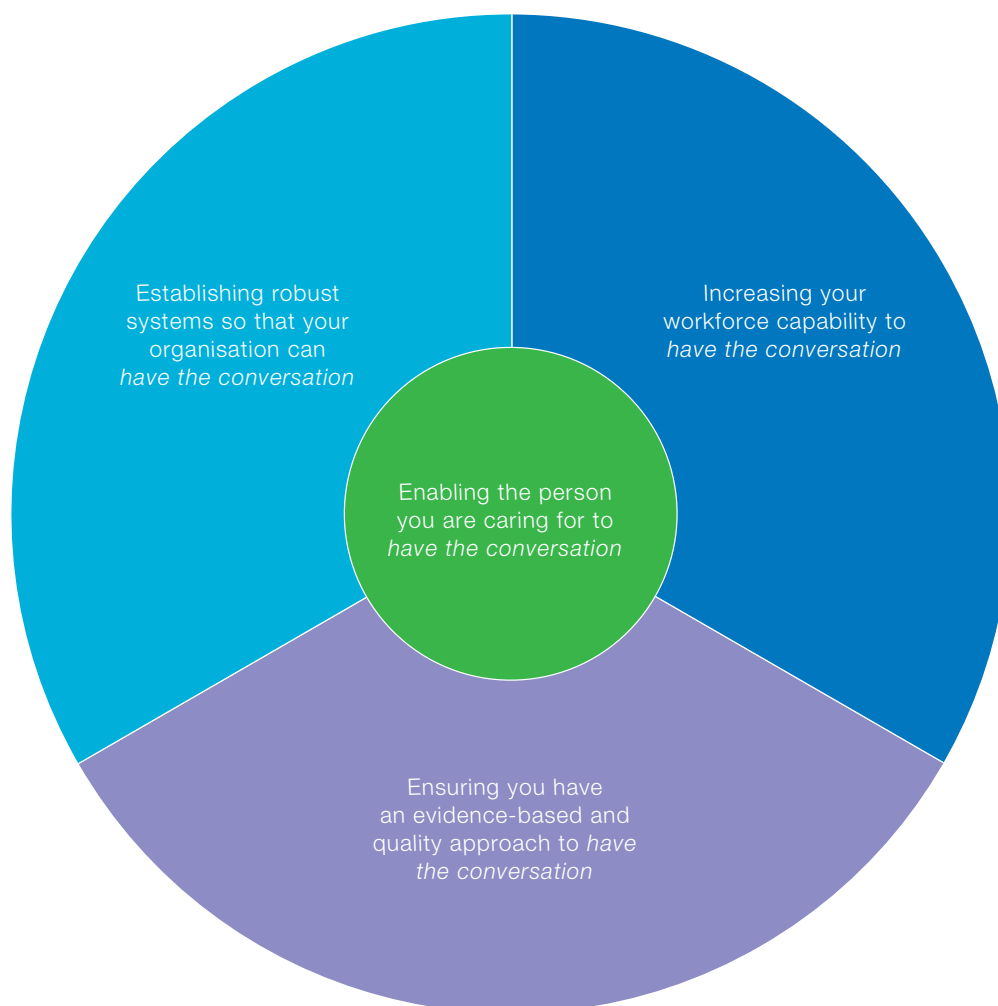 Establishing robust
systems so that your
organisation can
have the conversation
Increasing your
workforce capability to
have the conversation
Enabling the person
you are caring for to
have the conversation
Ensuring you have
an evidence-based and
quality approach to have
the conversation